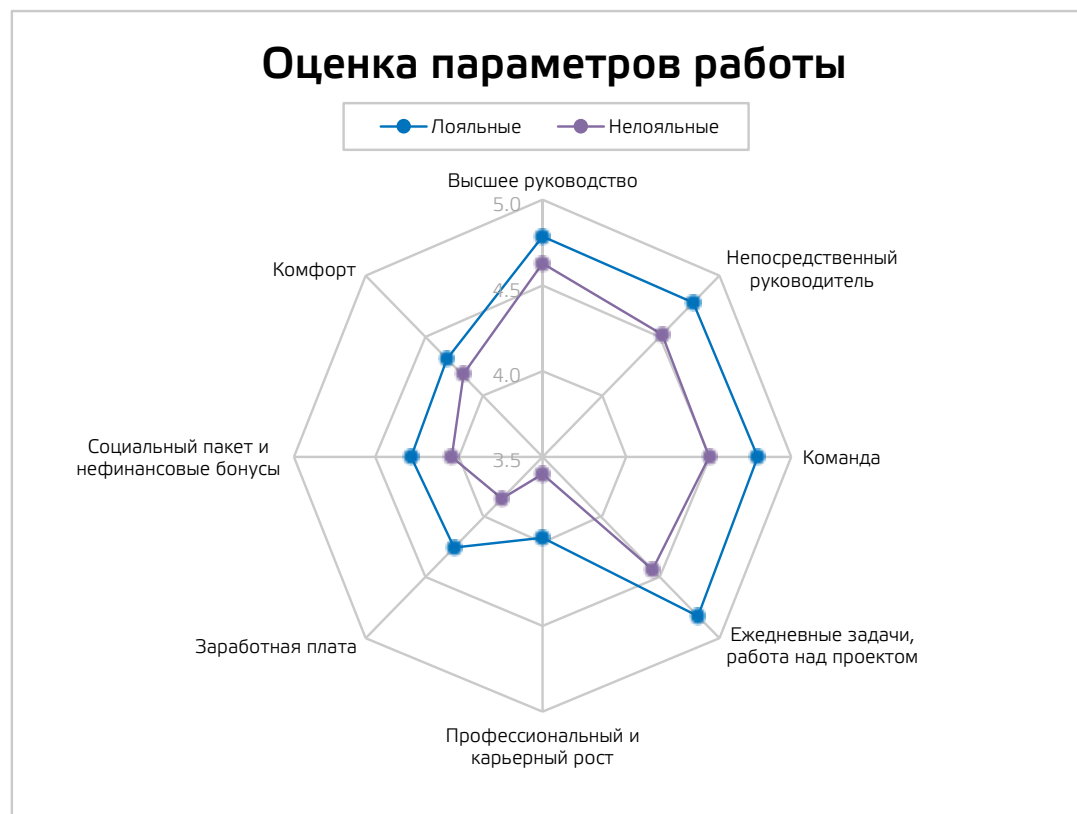 Оценка параметров работы
Лояльные
Нелояльные
Высшее руководство
5.0
Непосредственный
руководитель
Комфорт
4.5
4.0
Социальный пакет и
нефинансовые бонусы
3.5
Команда
Ежедневные задачи,
работа над проектом
Заработная плата
Профессиональный и
карьерный рост